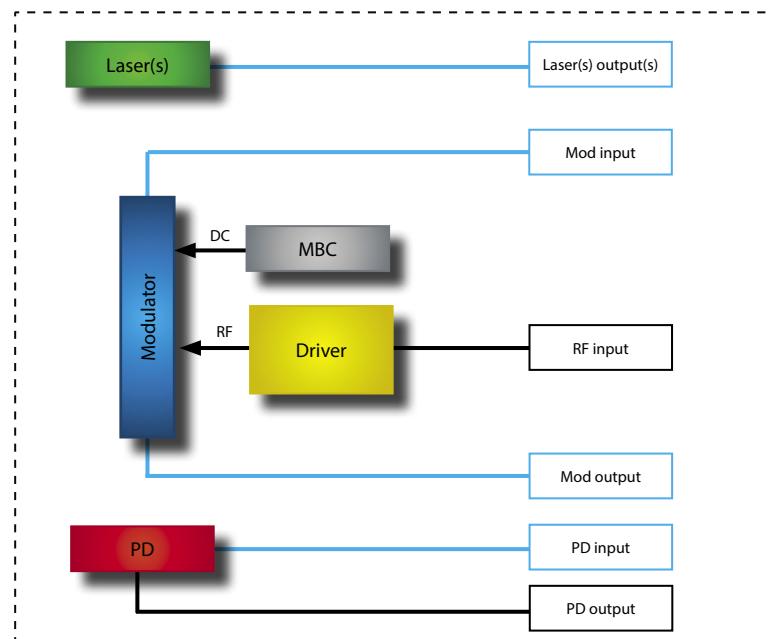 Laser(s)
Laser(s) output(s)
Mod input
DC
MBC
Modulator
RF
Driver
RF input
Mod output
PD
PD input
PD output